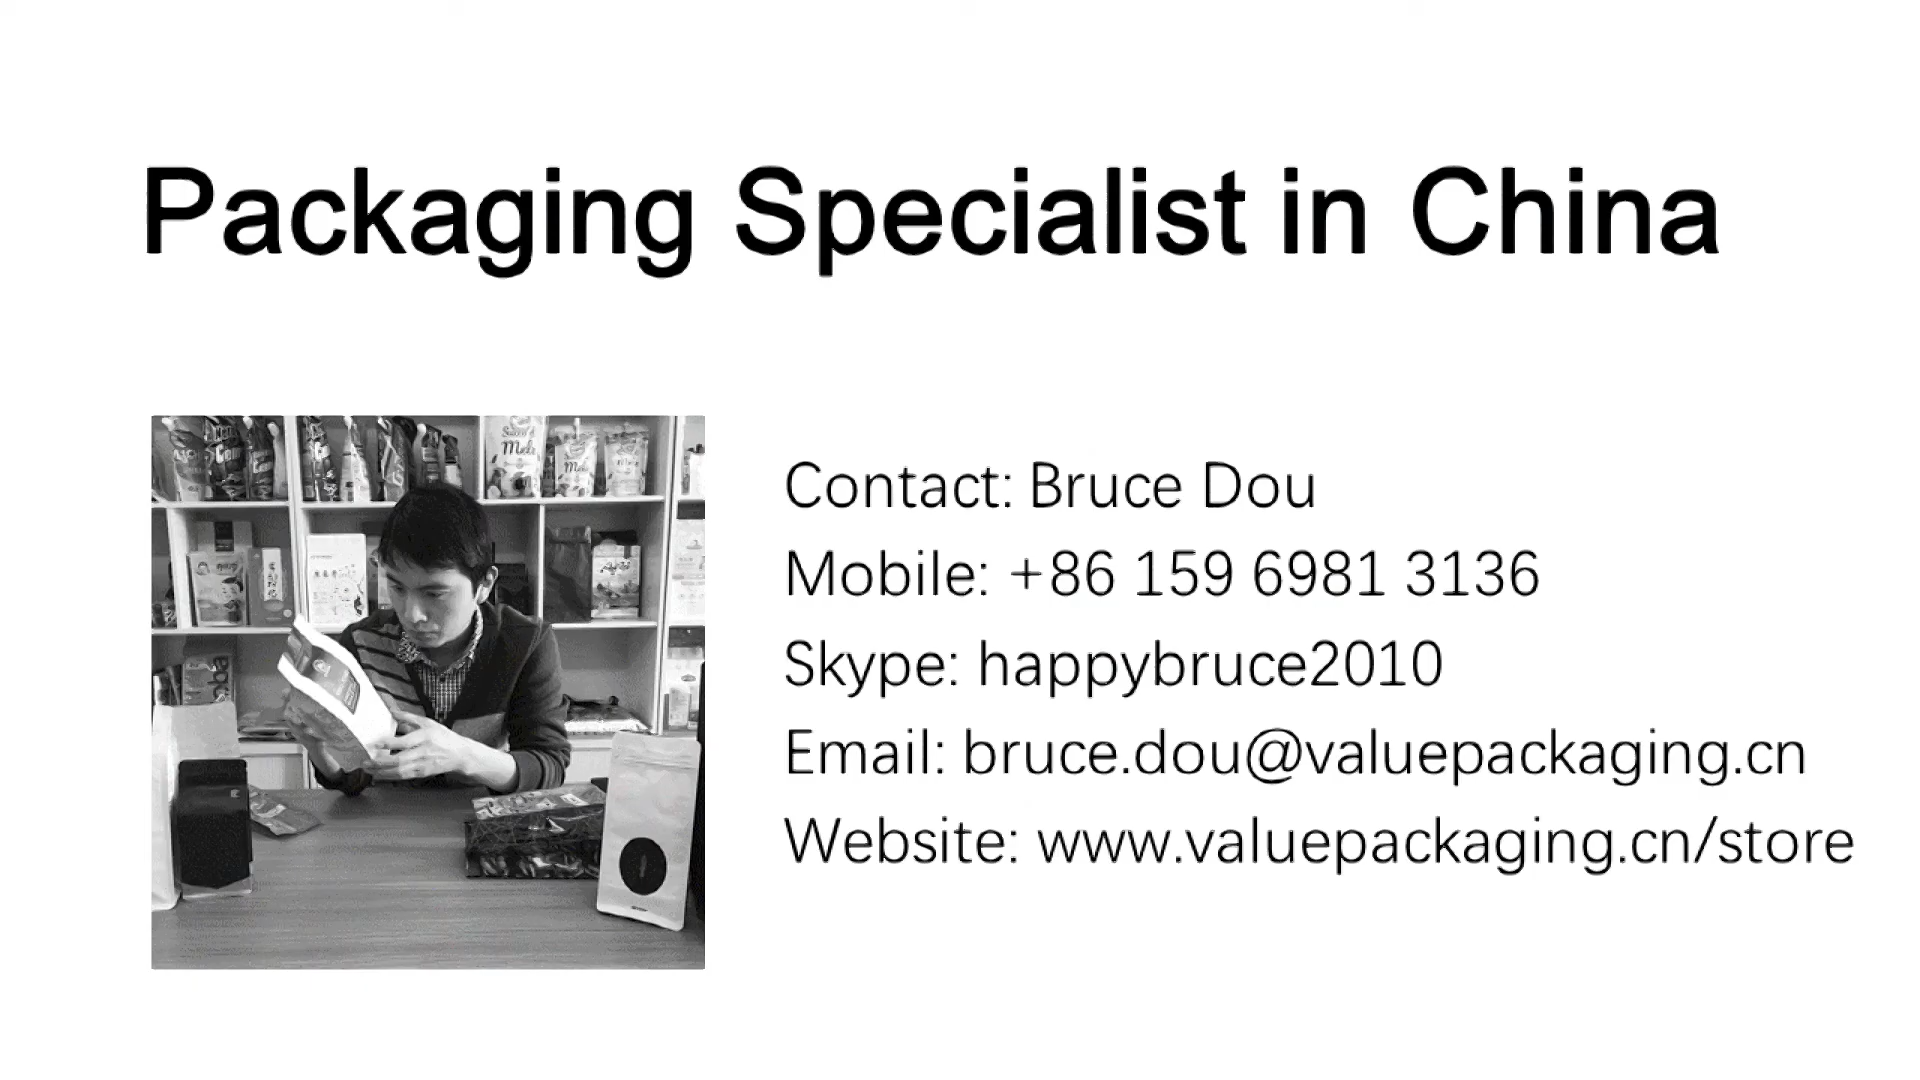 Packaging Specialist in China
Contact: Bruce Dou
Mobile: +86 159 6981 3136
Skype: happybruce2010
Email: bruce.dou@valuepackaging.cn
Website: www.valuepackaging.cn/store